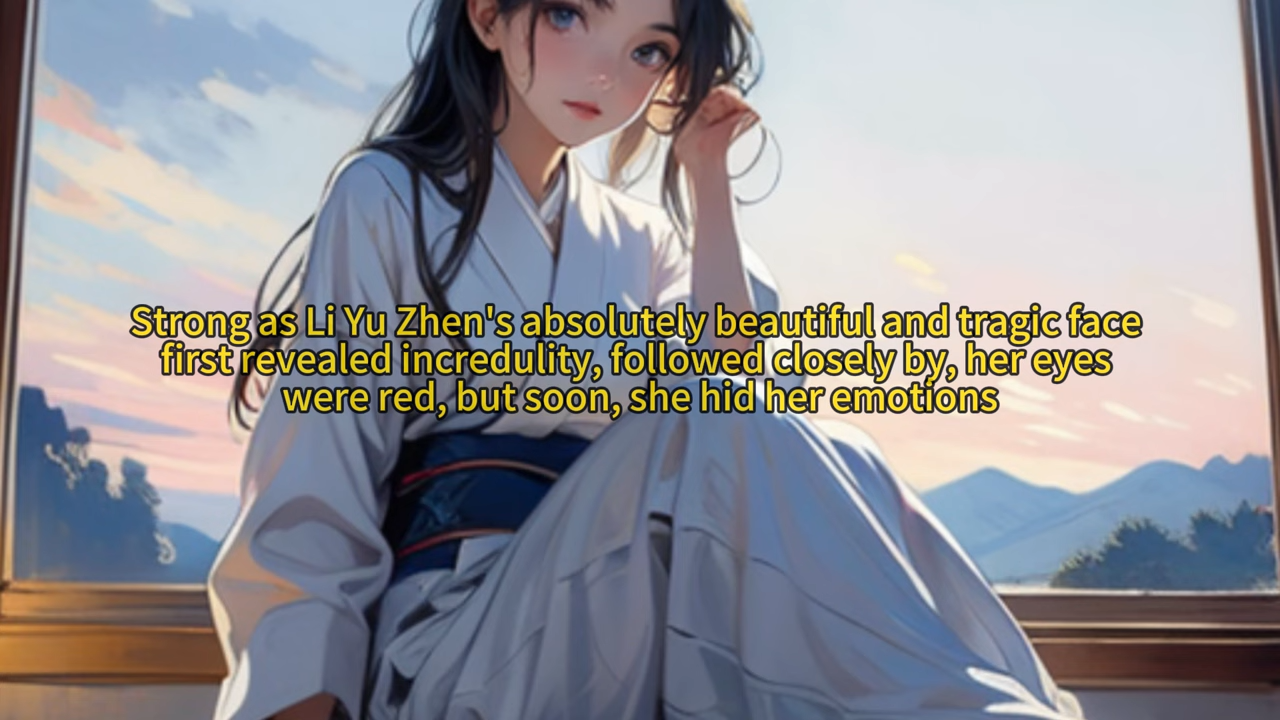 Strong as Li Yu Zhen's absolutely beautiful and tragic face
first revealed incredulity, followed closely by, her eyes
were red, but soon, she hid her emotions